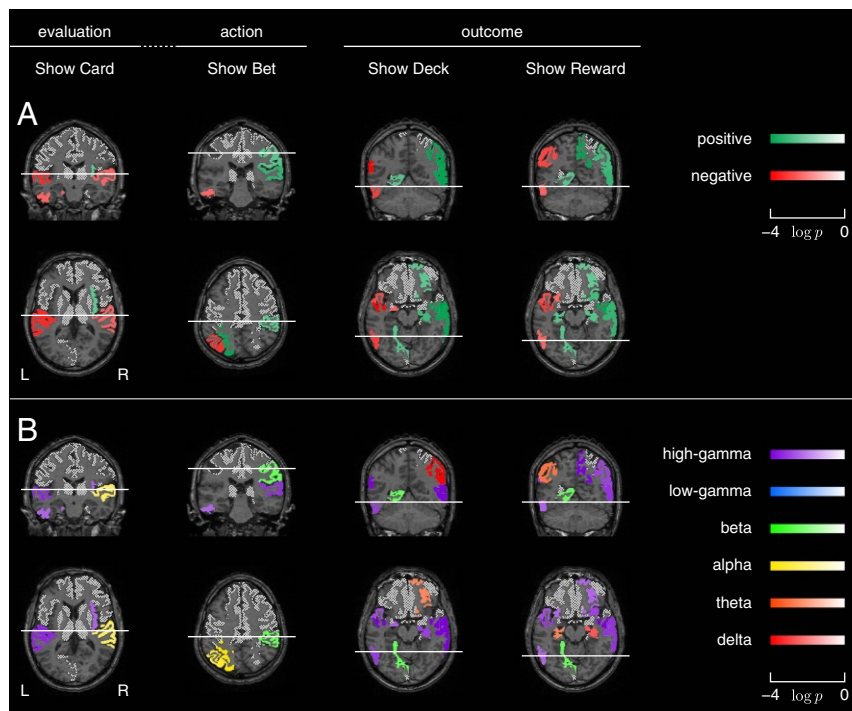 evaluation action outcome
Show Card Show Bet Show Deck Show Reward
A
positive
negative
−4 log p 0
L R
B
high-gamma
low-gamma
beta
alpha
theta
delta
L R
−4 log p 0